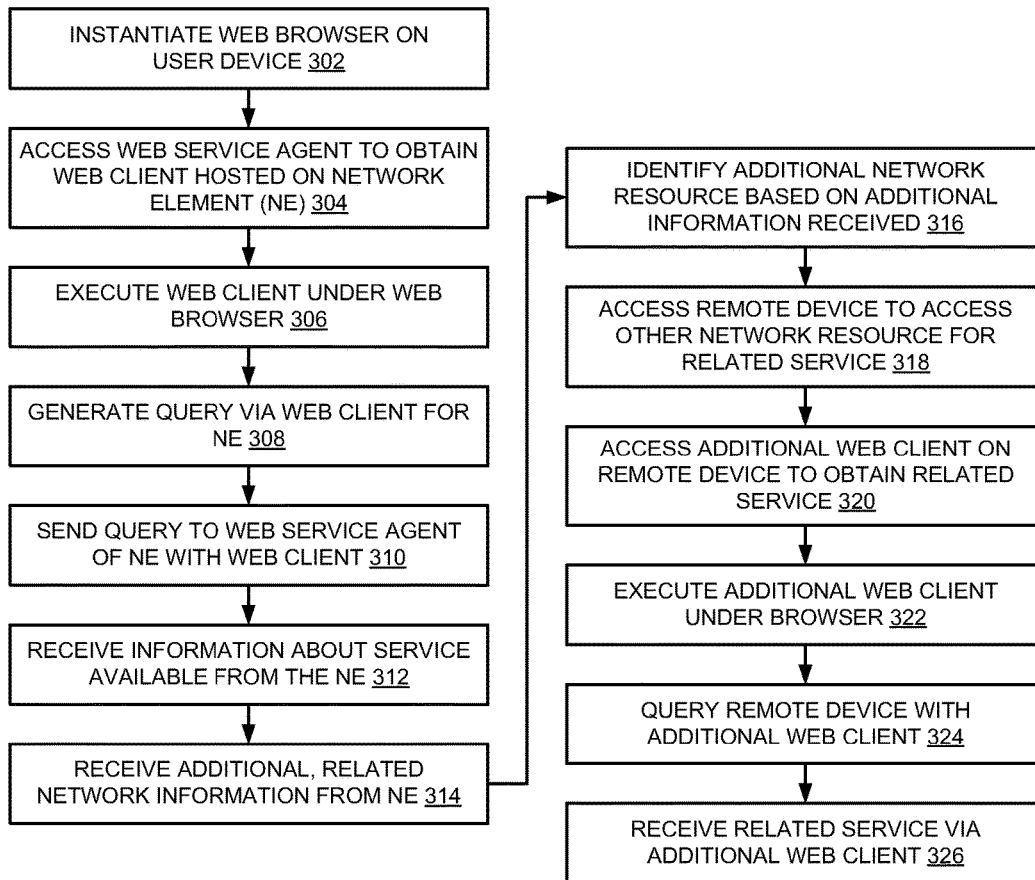 INSTANTIATE WEB BROWSER ON
USER DEVICE 302
ACCESS WEB SERVICE AGENT TO OBTAIN
WEB CLIENT HOSTED ON NETWORK
ELEMENT (NE) 304
EXECUTE WEB CLIENT UNDER WEB
BROWSER 306
GENERATE QUERY VIA WEB CLIENT FOR
NE 308
SEND QUERY TO WEB SERVICE AGENT
OF NE WITH WEB CLIENT 310
RECEIVE INFORMATION ABOUT SERVICE
AVAILABLE FROM THE NE 312
RECEIVE ADDITIONAL, RELATED
NETWORK INFORMATION FROM NE 314
IDENTIFY ADDITIONAL NETWORK
RESOURCE BASED ON ADDITIONAL
INFORMATION RECEIVED 316
ACCESS REMOTE DEVICE TO ACCESS
OTHER NETWORK RESOURCE FOR
RELATED SERVICE 318
ACCESS ADDITIONAL WEB CLIENT ON
REMOTE DEVICE TO OBTAIN RELATED
SERVICE 320
EXECUTE ADDITIONAL WEB CLIENT
UNDER BROWSER 322
QUERY REMOTE DEVICE WITH
ADDITIONAL WEB CLIENT 324
RECEIVE RELATED SERVICE VIA
ADDITIONAL WEB CLIENT 326